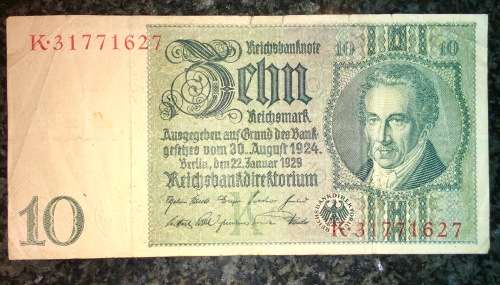 K·31771627
Reichsbanknote
10
10
Zehn
Reichsmark
Ausgegeben auf Grund des Bank-
gesetzes vom 30. August 1924.
Berlin, den 22. Januar 1929
Reichsbankdirektorium
10
K·31771627